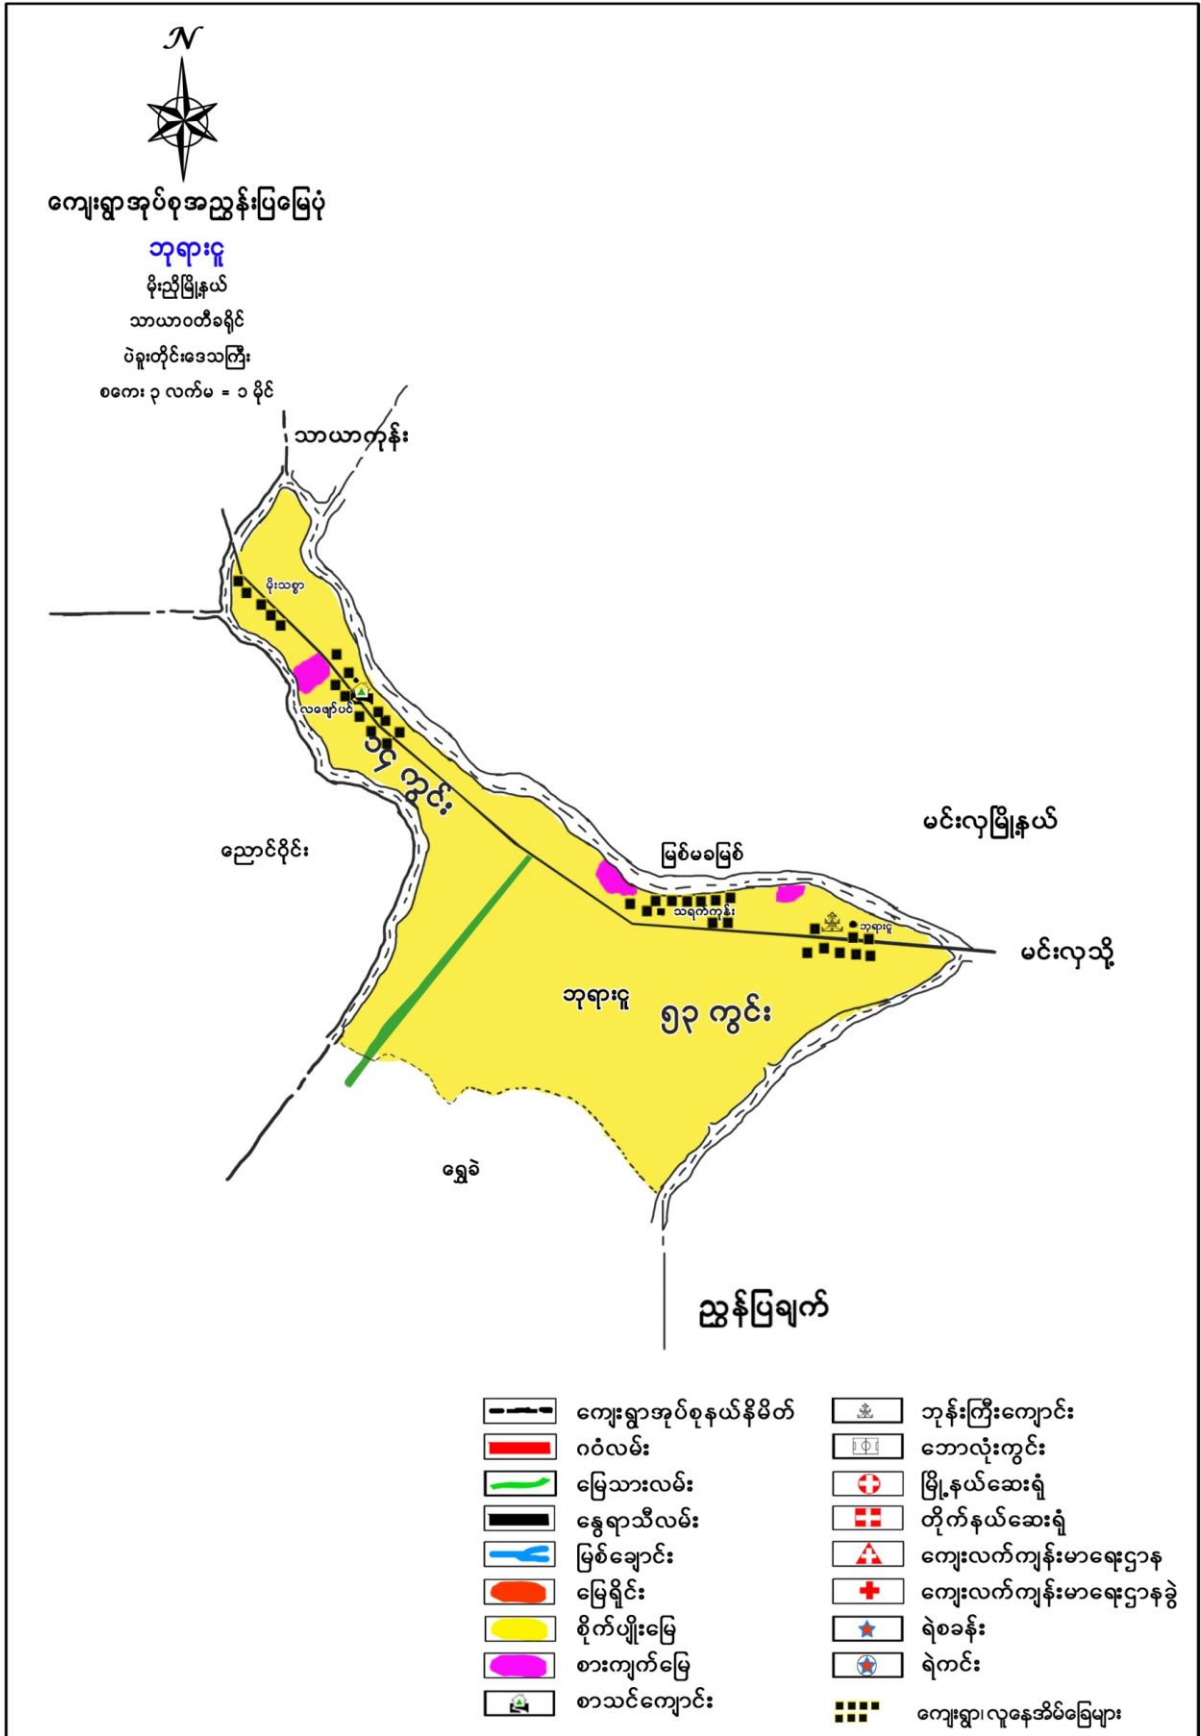 N
ကျေးရွာအုပ်စုအညွှန်းပြမြေပုံ
ဘုရားငူ
မိုးညိုမြို့နယ်
သာယာဝတီခရိုင်
ပဲခူးတိုင်းဒေသကြီး
စကေး ၃ လက်မ = ၁ မိုင်
သာယာကုန်း
မိုးသစ္စာ
လဖျော်ပင်
၁၄ ကွင်း
ညောင်ဝိုင်း
မြစ်မခမြစ်
မင်းလှမြို့နယ်
သရက်ကုန်း
ဘုရားငူ
မင်းလှသို့
ဘုရားငူ
၅၃ ကွင်း
ရွှေခဲ
ညွှန်ပြချက်
ကျေးရွာအုပ်စုနယ်နိမိတ်
ဂဝံလမ်း
မြေသားလမ်း
နွေရာသီလမ်း
မြစ်ချောင်း
မြေရိုင်း
စိုက်ပျိုးမြေ
စားကျက်မြေ
စာသင်ကျောင်း
ဘုန်းကြီးကျောင်း
ဘောလုံးကွင်း
မြို့နယ်ဆေးရုံ
တိုက်နယ်ဆေးရုံ
ကျေးလက်ကျန်းမာရေးဌာန
ကျေးလက်ကျန်းမာရေးဌာနခွဲ
ရဲစခန်း
ရဲကင်း
ကျေးရွာ၊လူနေအိမ်ခြေများ